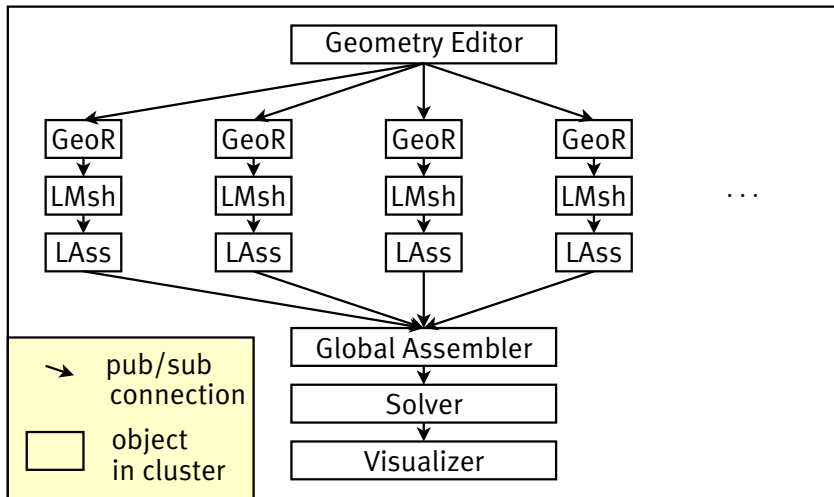 Geometry Editor
GeoR GeoR GeoR GeoR
LMsh LMsh LMsh LMsh ...
LAss LAss LAss LAss
Global Assembler
Solver
Visualizer
pub/sub
connection
object
in cluster